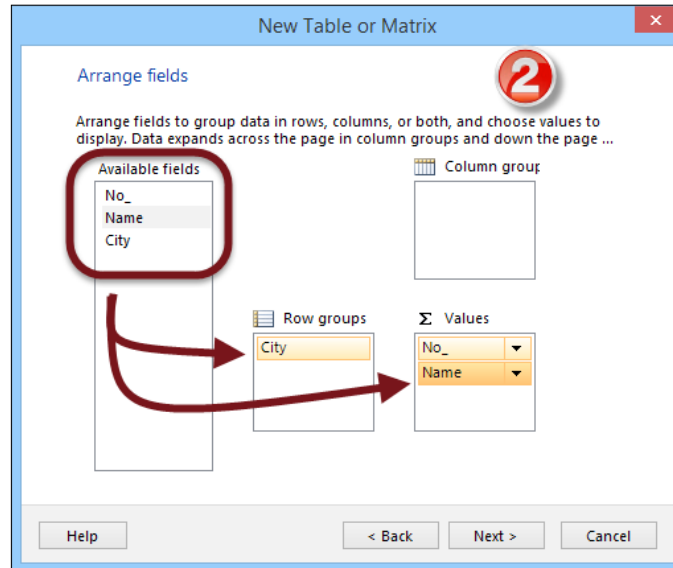 New Table or Matrix
×
2
Arrange fields
Arrange fields to group data in rows, columns, or both, and choose values to
display. Data expands across the page in column groups and down the page ...
Available fields
No_
Name
City
Column group
Row groups
City
Σ Values
No_
Name
Help
< Back
Next >
Cancel